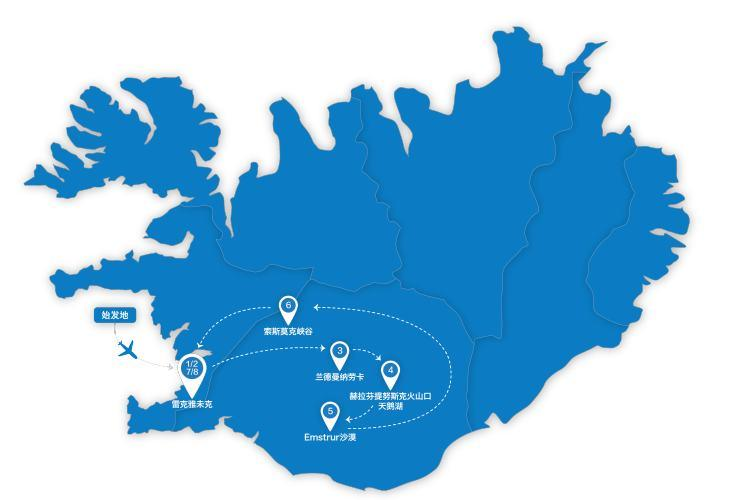 始发地
1/2
7/8
雷克雅未克
3
兰德曼纳劳卡
4
赫拉芬提努斯克火山口
天鹅湖
5
Emstrur沙漠
6
索斯莫克峡谷